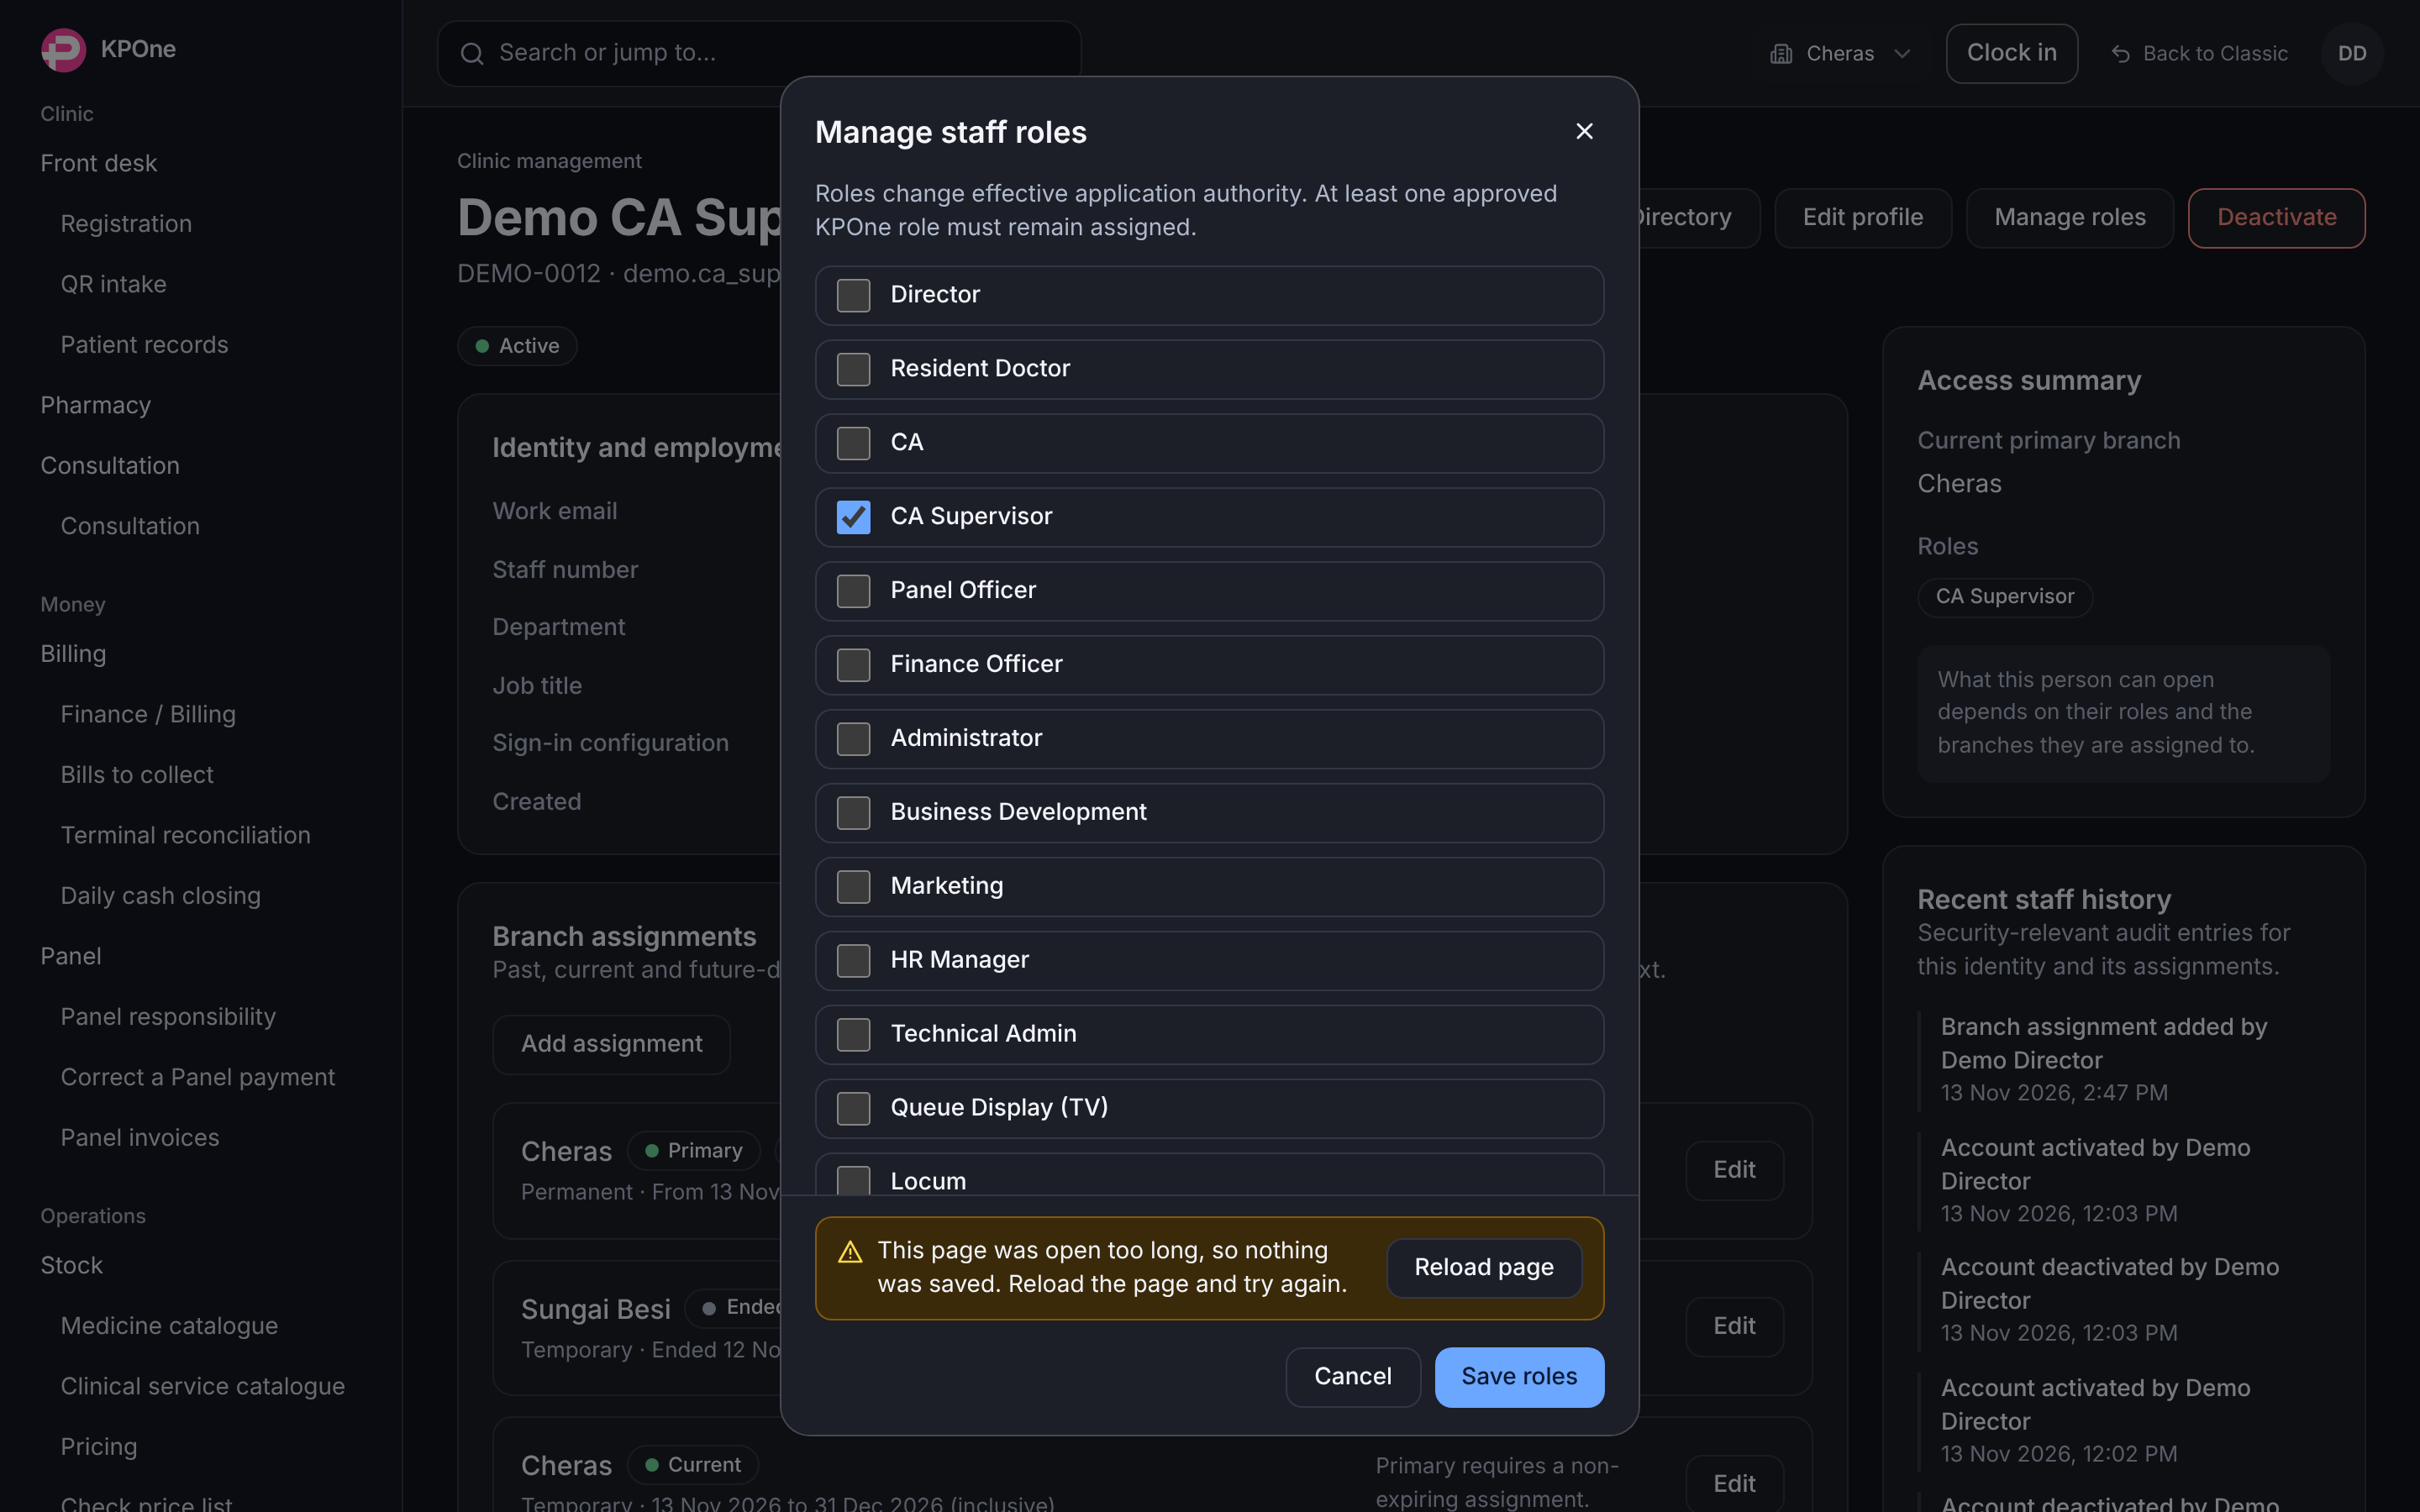 KPOne
Search or jump to...
Cheras
Clock in
Back to Classic
DD
Clinic
Front desk
Registration
QR intake
Patient records
Pharmacy
Consultation
Consultation
Money
Billing
Finance / Billing
Bills to collect
Terminal reconciliation
Daily cash closing
Panel
Panel responsibility
Correct a Panel payment
Panel invoices
Operations
Stock
Medicine catalogue
Clinical service catalogue
Pricing
Check price list
Clinic management
Demo CA Sup
DEMO-0012 · demo.ca_sup
Directory
Edit profile
Manage roles
Deactivate
Active
Identity and employme
Work email
Staff number
Department
Job title
Sign-in configuration
Created
Branch assignments
Past, current and future-d
xt.
Add assignment
Cheras
Primary
Permanent · From 13 Nov
Edit
Sungai Besi
Ended
Temporary · Ended 12 No
Edit
Cheras
Current
Temporary · 13 Nov 2026 to 31 Dec 2026 (inclusive)
Primary requires a non-
expiring assignment.
Edit
Manage staff roles
Roles change effective application authority. At least one approved
KPOne role must remain assigned.
Director
Resident Doctor
CA
CA Supervisor
Panel Officer
Finance Officer
Administrator
Business Development
Marketing
HR Manager
Technical Admin
Queue Display (TV)
Locum
This page was open too long, so nothing
was saved. Reload the page and try again.
Reload page
Cancel
Save roles
Access summary
Current primary branch
Cheras
Roles
CA Supervisor
What this person can open
depends on their roles and the
branches they are assigned to.
Recent staff history
Security-relevant audit entries for
this identity and its assignments.
Branch assignment added by
Demo Director
13 Nov 2026, 2:47 PM
Account activated by Demo
Director
13 Nov 2026, 12:03 PM
Account deactivated by Demo
Director
13 Nov 2026, 12:03 PM
Account activated by Demo
Director
13 Nov 2026, 12:02 PM
Account deactivated by Demo